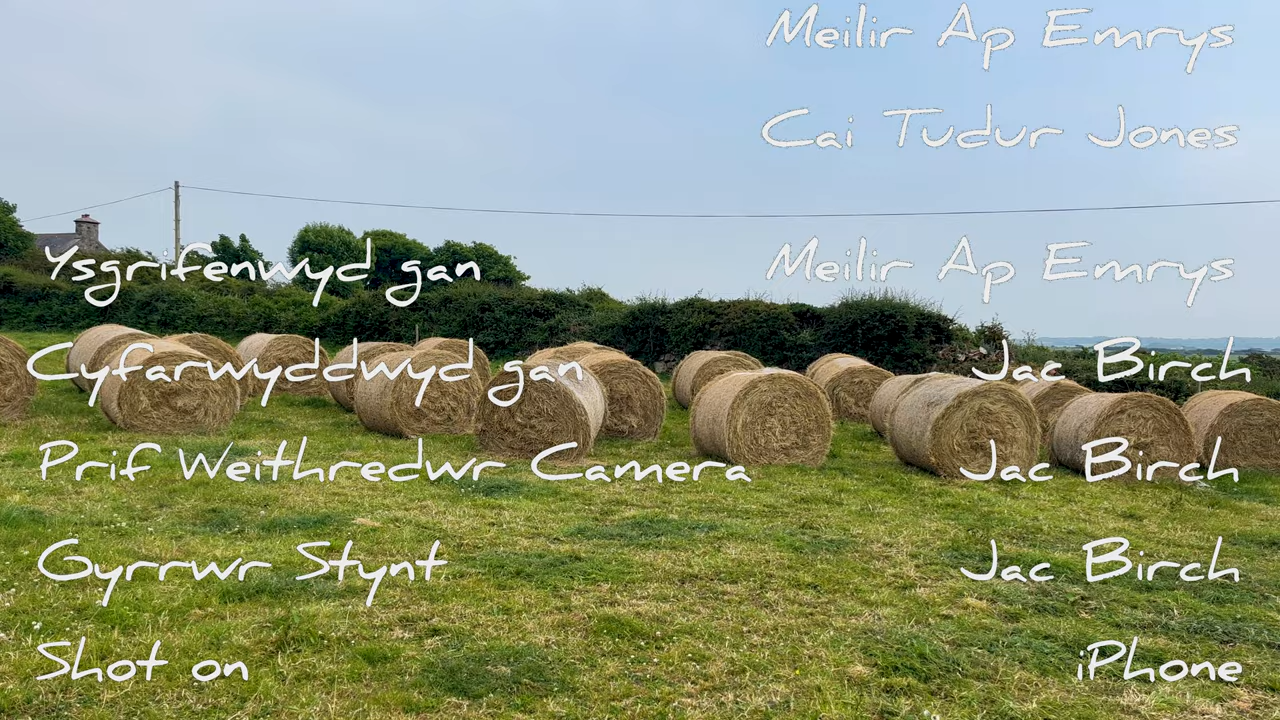 Meilir Ap Emrys
Cai Tudur Jones
Ysgrifenwyd gan Meilir Ap Emrys
Cyfarwyddwyd gan Jac Birch
Prif Weithredwr Camera Jac Birch
Gyrrwr Stynt Jac Birch
Shot on iPhone